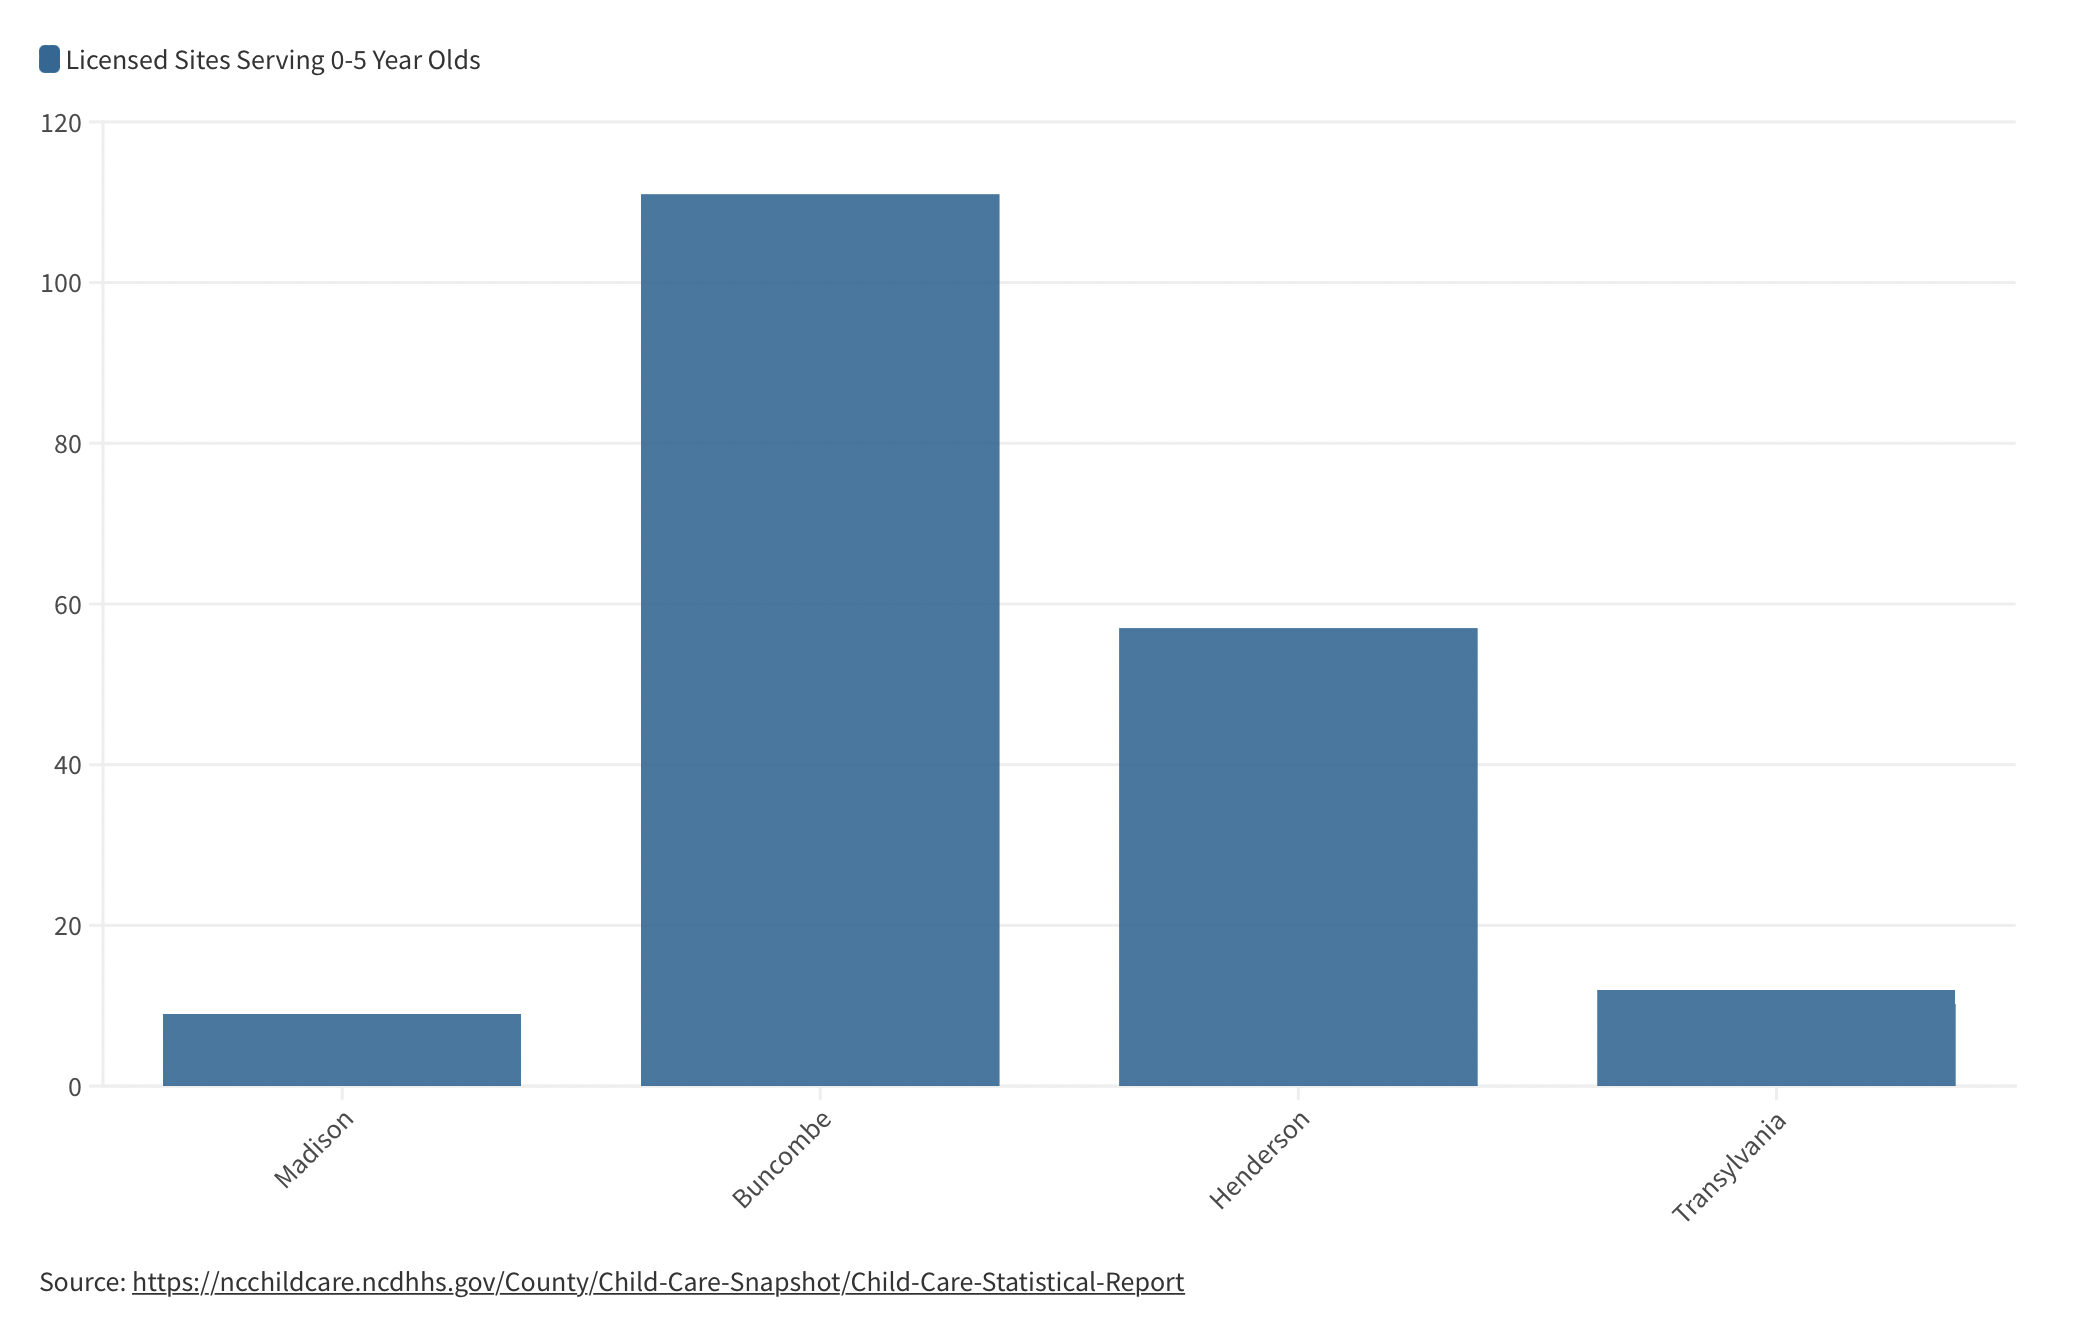 Licensed Sites Serving 0-5 Year Olds
120
100
80
60
40
20
0
Madison
Buncombe
Henderson
Transylvania
Source: https://ncchildcare.ncdhhs.gov/County/Child-Care-Snapshot/Child-Care-Statistical-Report